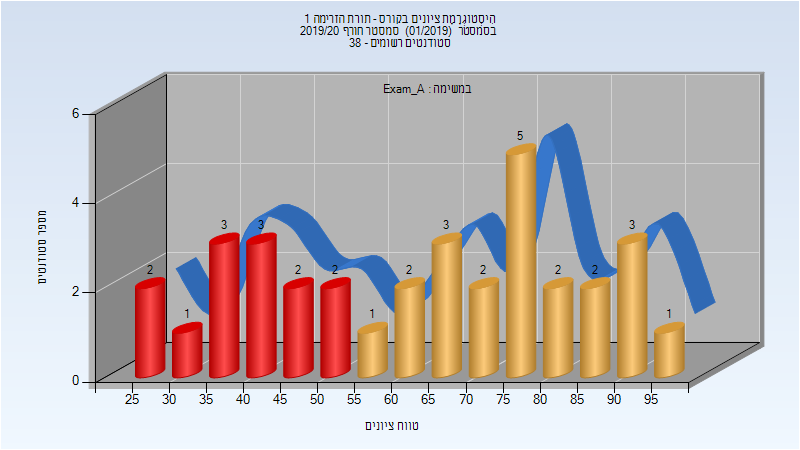 היסטוגרמת ציונים בקורס - תורת הזרימה 1
בסמסטר (01/2019) סמסטר חורף 2019/20
סטודנטים רשומים - 38
במשימה : Exam_A
מספר סטודנטים
6
4
2
0
2 1 3 3 2 2 1 2 3 2 5 2 2 3 1
25 30 35 40 45 50 55 60 65 70 75 80 85 90 95
טווח ציונים